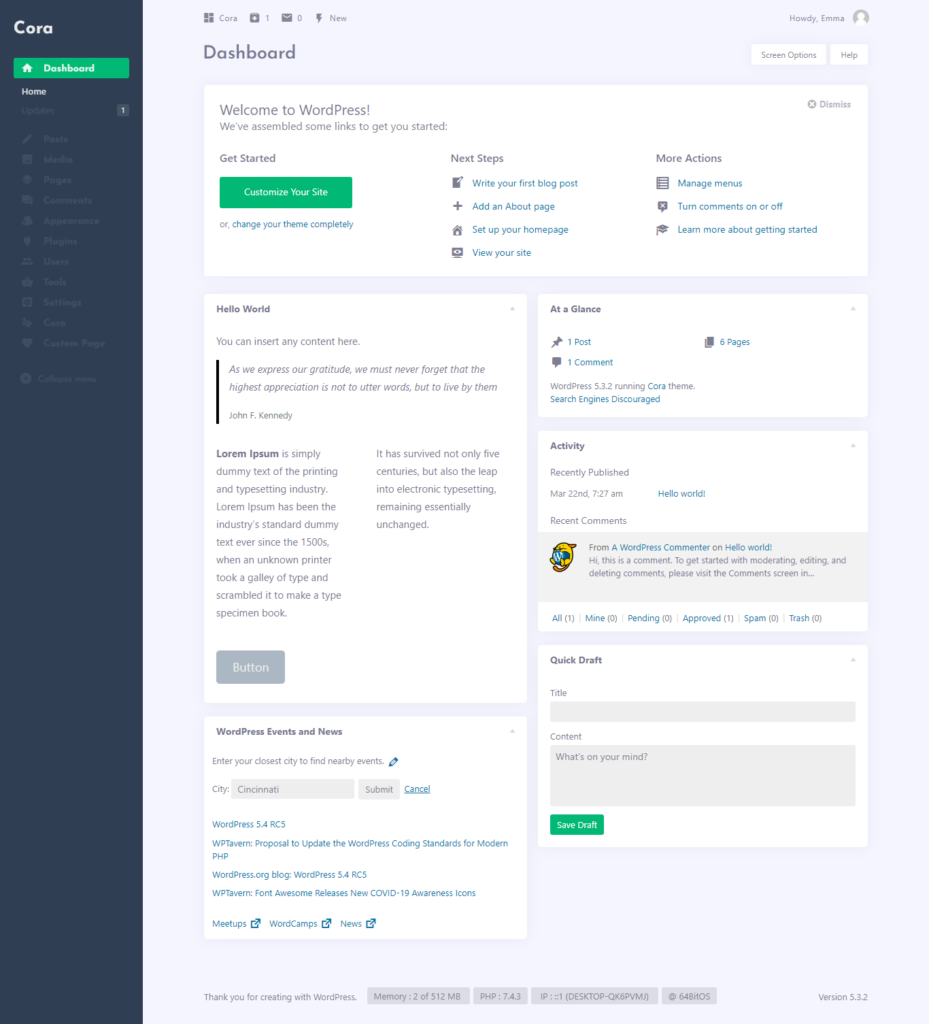 Cora
Dashboard
Home
Updates 1
Posts
Media
Pages
Comments
Appearance
Plugins
Users
Tools
Settings
Cora
Custom Page
Collapse menu
Cora 1 0 New
Howdy, Emma
Dashboard
Screen Options
Help
Welcome to WordPress!
We've assembled some links to get you started:
Dismiss
Get Started
Customize Your Site
or, change your theme completely
Next Steps
Write your first blog post
Add an About page
Set up your homepage
View your site
More Actions
Manage menus
Turn comments on or off
Learn more about getting started
Hello World
You can insert any content here.
As we express our gratitude, we must never forget that the
highest appreciation is not to utter words, but to live by them
John F. Kennedy
Lorem Ipsum is simply
dummy text of the printing
and typesetting industry.
Lorem Ipsum has been the
industry's standard dummy
text ever since the 1500s,
when an unknown printer
took a galley of type and
scrambled it to make a type
specimen book.
It has survived not only five
centuries, but also the leap
into electronic typesetting,
remaining essentially
unchanged.
Button
WordPress Events and News
Enter your closest city to find nearby events.
City: Cincinnati Submit Cancel
WordPress 5.4 RC5
WPTavern: Proposal to Update the WordPress Coding Standards for Modern
PHP
WordPress.org blog: WordPress 5.4 RC5
WPTavern: Font Awesome Releases New COVID-19 Awareness Icons
Meetups WordCamps News
At a Glance
1 Post
6 Pages
1 Comment
WordPress 5.3.2 running Cora theme.
Search Engines Discouraged
Activity
Recently Published
Mar 22nd, 7:27 am Hello world!
Recent Comments
From A WordPress Commenter on Hello world!
Hi, this is a comment. To get started with moderating, editing, and
deleting comments, please visit the Comments screen in...
All (1) | Mine (0) | Pending (0) | Approved (1) | Spam (0) | Trash (0)
Quick Draft
Title
Content
What's on your mind?
Save Draft
Thank you for creating with WordPress. Memory : 2 of 512 MB PHP : 7.4.3 IP : ::1 (DESKTOP-QK6PVMJ) @ 64BitOS
Version 5.3.2